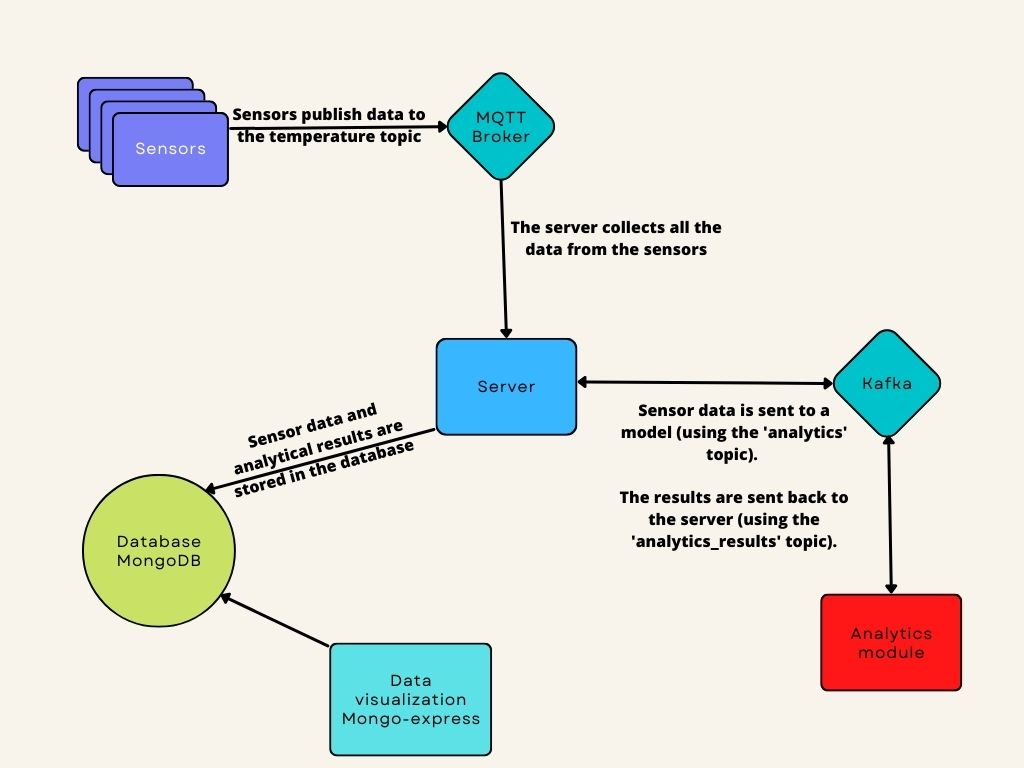 Sensors publish data to
the temperature topic
MQTT
Broker
Sensors
The server collects all the
data from the sensors
Server
Kafka
Sensor data is sent to a
model (using the 'analytics'
topic).
The results are sent back to
the server (using the
'analytics_results' topic).
Sensor data and
analytical results are
stored in the database
Database
MongoDB
Analytics
module
Data
visualization
Mongo-express